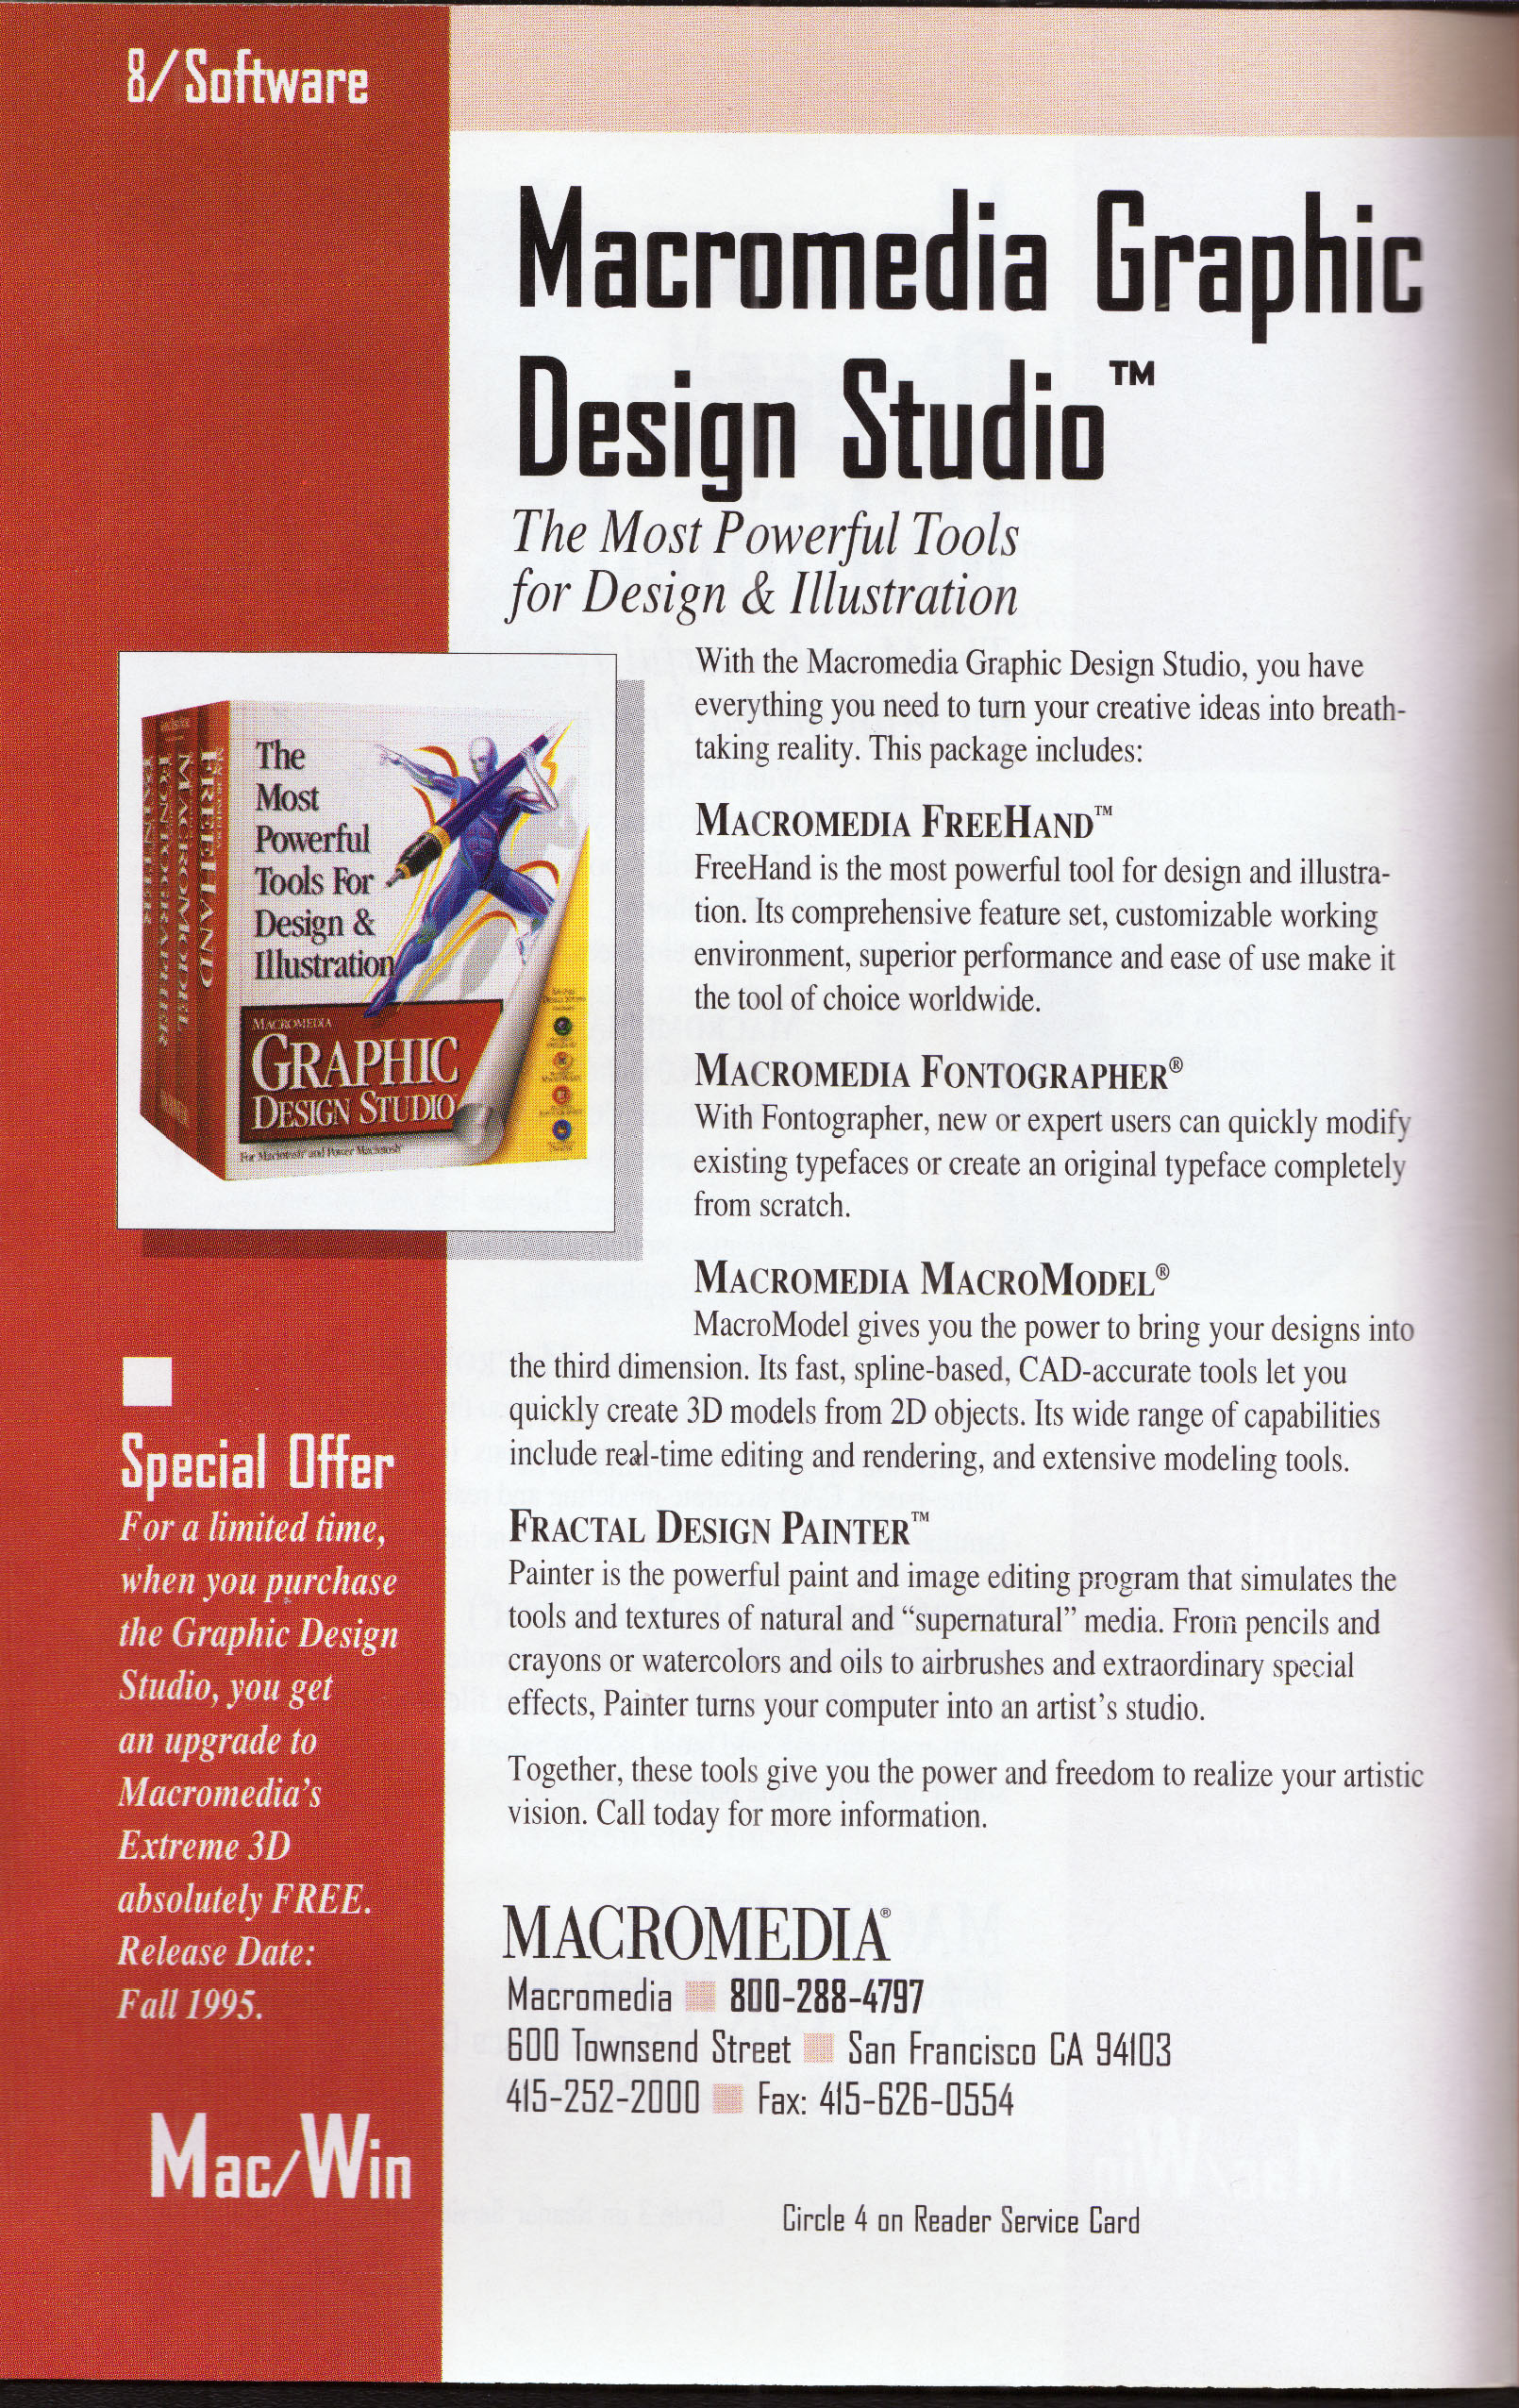 8/Software
Macromedia Graphic
Design Studio™
The Most Powerful Tools
for Design & Illustration
With the Macromedia Graphic Design Studio, you have
everything you need to turn your creative ideas into breath-
taking reality. This package includes:
MACROMEDIA FREEHAND™
FreeHand is the most powerful tool for design and illustra-
tion. Its comprehensive feature set, customizable working
environment, superior performance and ease of use make it
the tool of choice worldwide.
MACROMEDIA FONTOGRAPHER®
With Fontographer, new or expert users can quickly modify
existing typefaces or create an original typeface completely
from scratch.
MACROMEDIA MACROMODEL®
MacroModel gives you the power to bring your designs into
the third dimension. Its fast, spline-based, CAD-accurate tools let you
quickly create 3D models from 2D objects. Its wide range of capabilities
include real-time editing and rendering, and extensive modeling tools.
FRACTAL DESIGN PAINTER™
Painter is the powerful paint and image editing program that simulates the
tools and textures of natural and “supernatural” media. From pencils and
crayons or watercolors and oils to airbrushes and extraordinary special
effects, Painter turns your computer into an artist's studio.
Together, these tools give you the power and freedom to realize your artistic
vision. Call today for more information.
MACROMEDIA®
Macromedia 800-288-4797
600 Townsend Street San Francisco CA 94103
415-252-2000 Fax: 415-626-0554
Circle 4 on Reader Service Card
The
Most
Powerful
Tools For
Design &
Illustration
MACROMEDIA
GRAPHIC
DESIGN STUDIO
For Macintosh and Power Macintosh
FREEHAND
MACROMODEL
FONTOGRAPHER
PAINTER
Special Offer
For a limited time,
when you purchase
the Graphic Design
Studio, you get
an upgrade to
Macromedia's
Extreme 3D
absolutely FREE.
Release Date:
Fall 1995.
Mac/Win